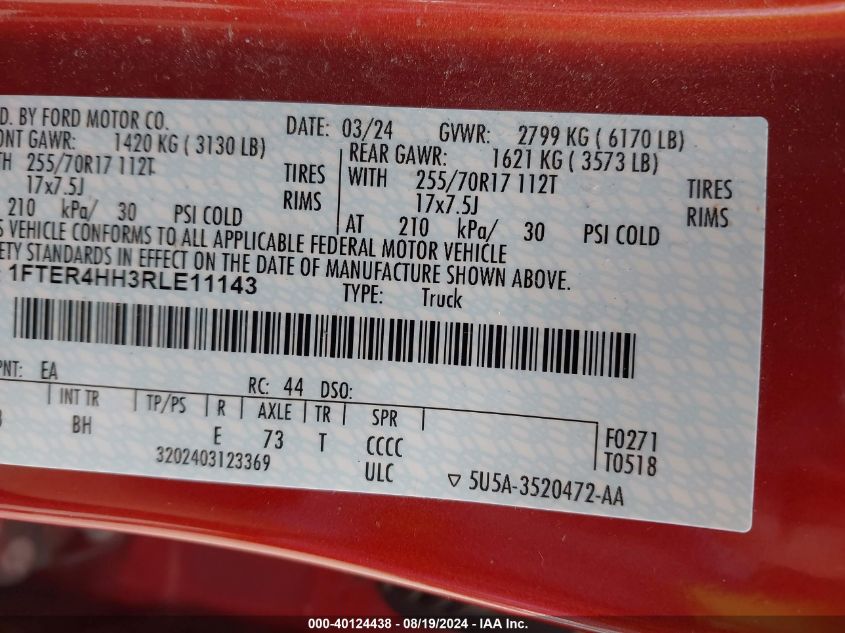 D. BY FORD MOTOR CO. DATE: 03/24 GVWR: 2799 KG ( 6170 LB)
ONT GAWR: 1420 KG ( 3130 LB) REAR GAWR: 1621 KG ( 3573 LB)
TH 255/70R17 112T TIRES WITH 255/70R17 112T TIRES
17x7.5J RIMS 17x7.5J RIMS
210 kPa/ 30 PSI COLD AT 210 kPa/ 30 PSI COLD
S VEHICLE CONFORMS TO ALL APPLICABLE FEDERAL MOTOR VEHICLE
ETY STANDARDS IN EFFECT ON THE DATE OF MANUFACTURE SHOWN ABOVE.
: 1FTER4HH3RLE11143 TYPE: Truck
PNT: EA RC: 44 DSO:
INT TR TP/PS R AXLE TR SPR
BH E 73 T CCCC F0271
3202403123369 ULC T0518
▽ 5U5A-3520472-AA
000-40124438 - 08/19/2024 - IAA Inc.